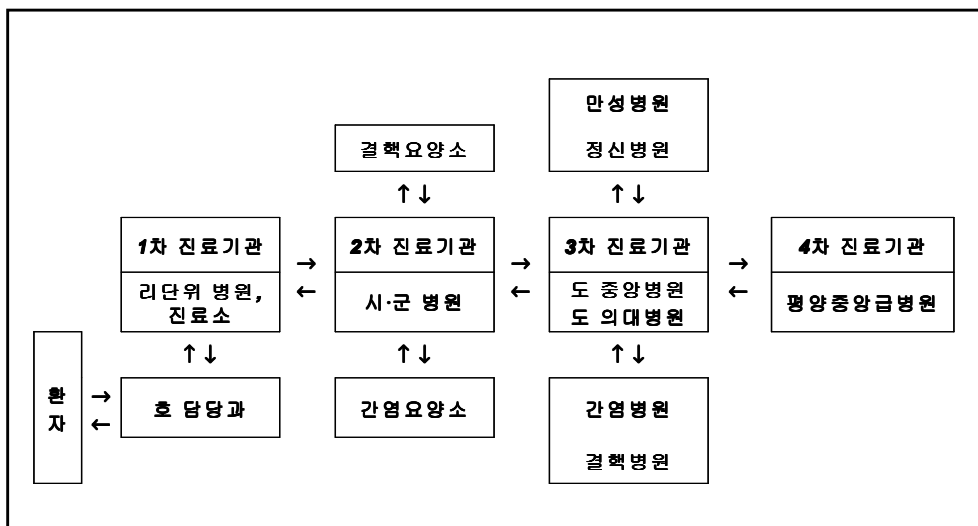 만성병원
정신병원
결핵요양소
↑↓
↑↓
1차 진료기관
→
←
2차 진료기관
→
←
3차 진료기관
→
←
4차 진료기관
리단위 병원,
진료소
시·군 병원
도 중앙병원
도 의대병원
평양중앙급병원
↑↓
↑↓
↑↓
환
자
→
←
호 담당과
간염요양소
간염병원
결핵병원